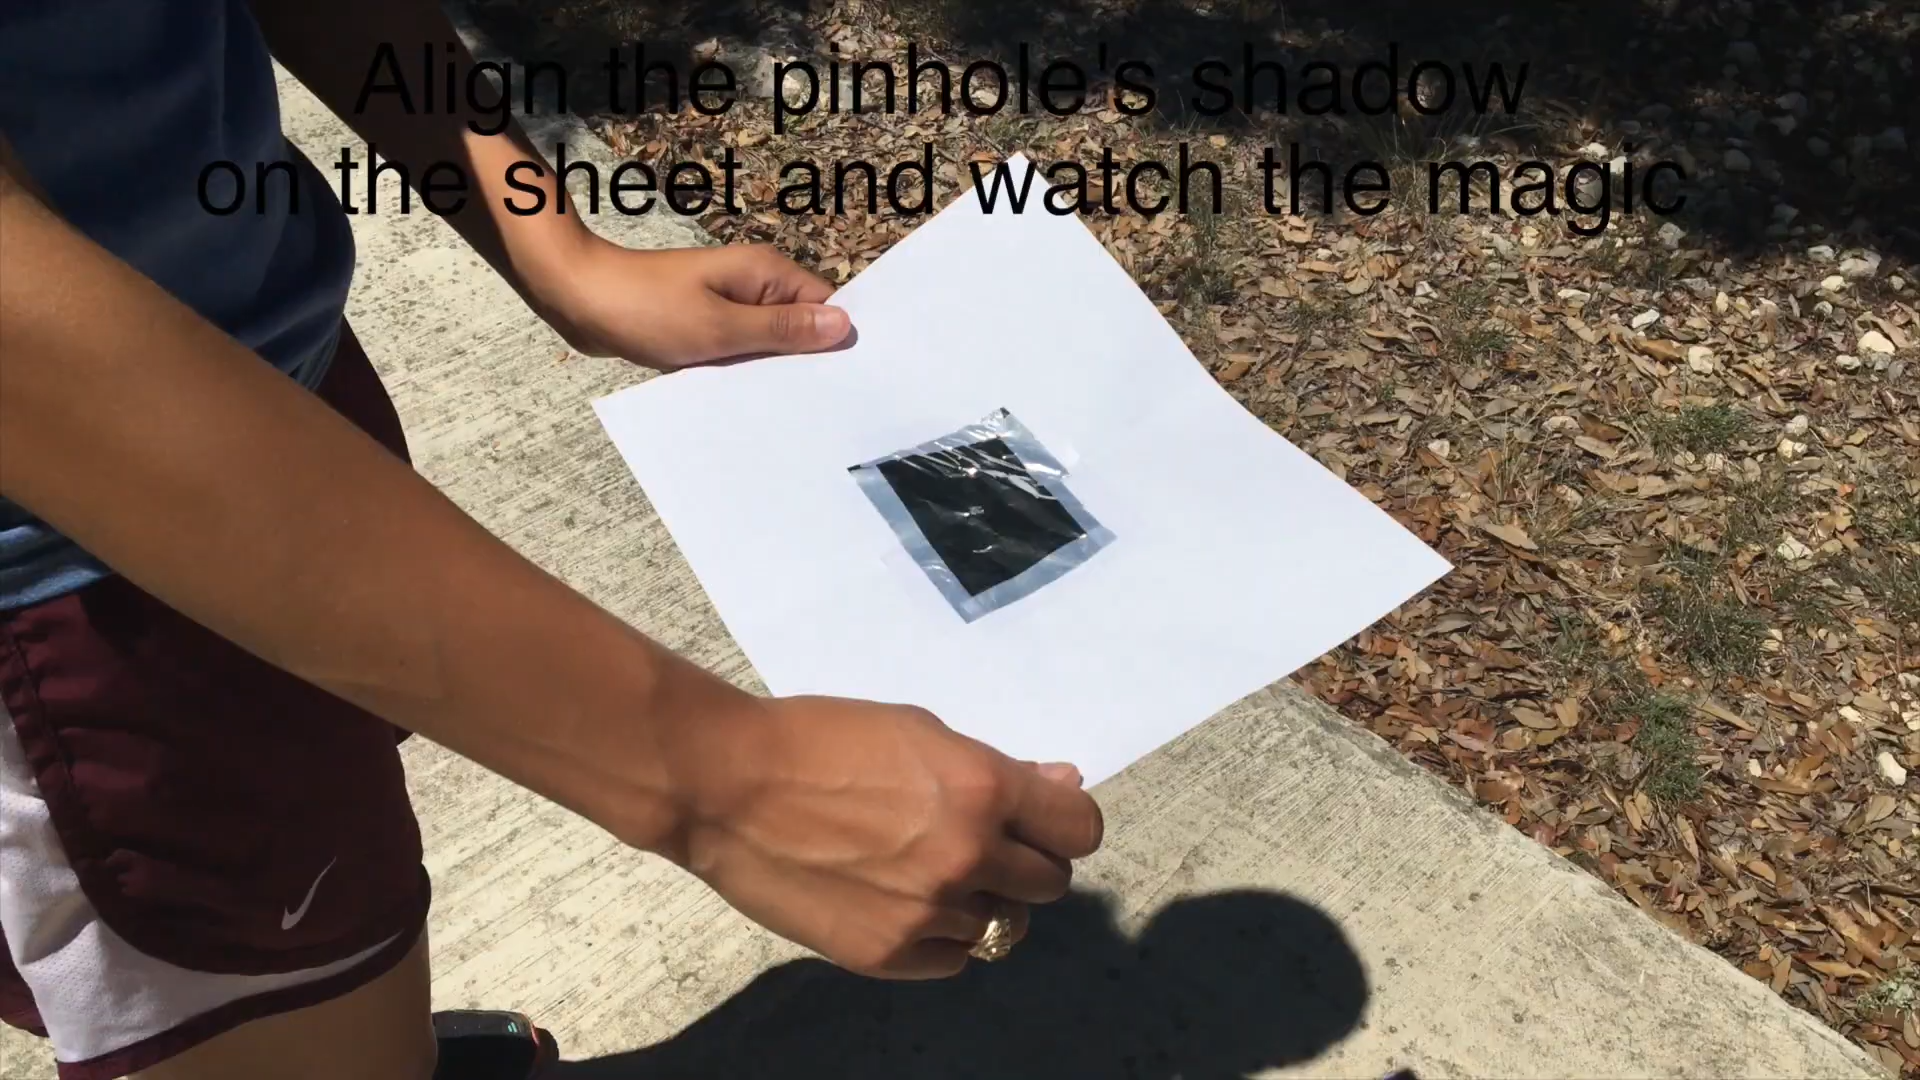 Align the pinhole's shadow
on the sheet and watch the magic